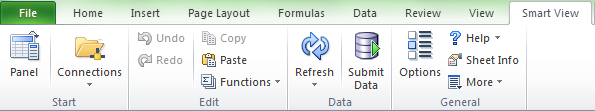 File Home Insert Page Layout Formulas Data Review View Smart View
Panel
Connections
Start
Undo
Redo
Copy
Paste
Functions
Edit
Refresh
Submit
Data
Data
Options
Help
Sheet Info
More
General